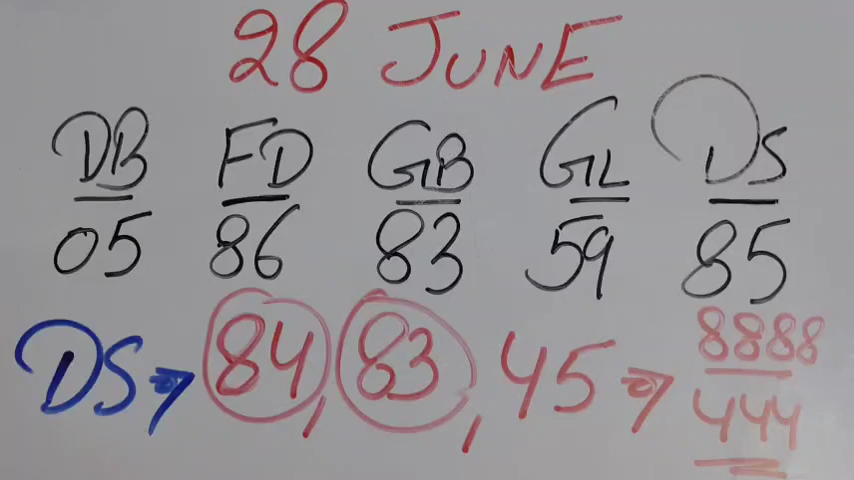 28 JUNE
DB FD GB GL DS
05 86 83 59 85
DS⇒ 84, 83, 45 ⇒ 8888
444